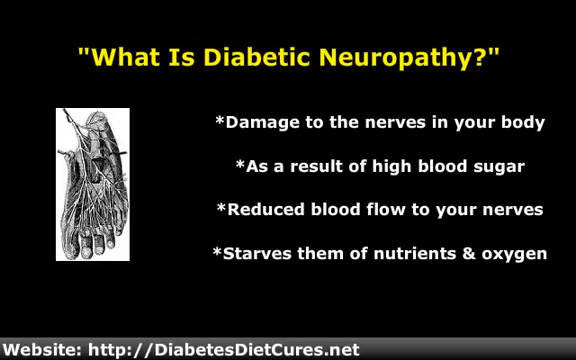 "What Is Diabetic Neuropathy?"
*Damage to the nerves in your body
*As a result of high blood sugar
*Reduced blood flow to your nerves
*Starves them of nutrients & oxygen
Website: http://DiabetesDietCures.net